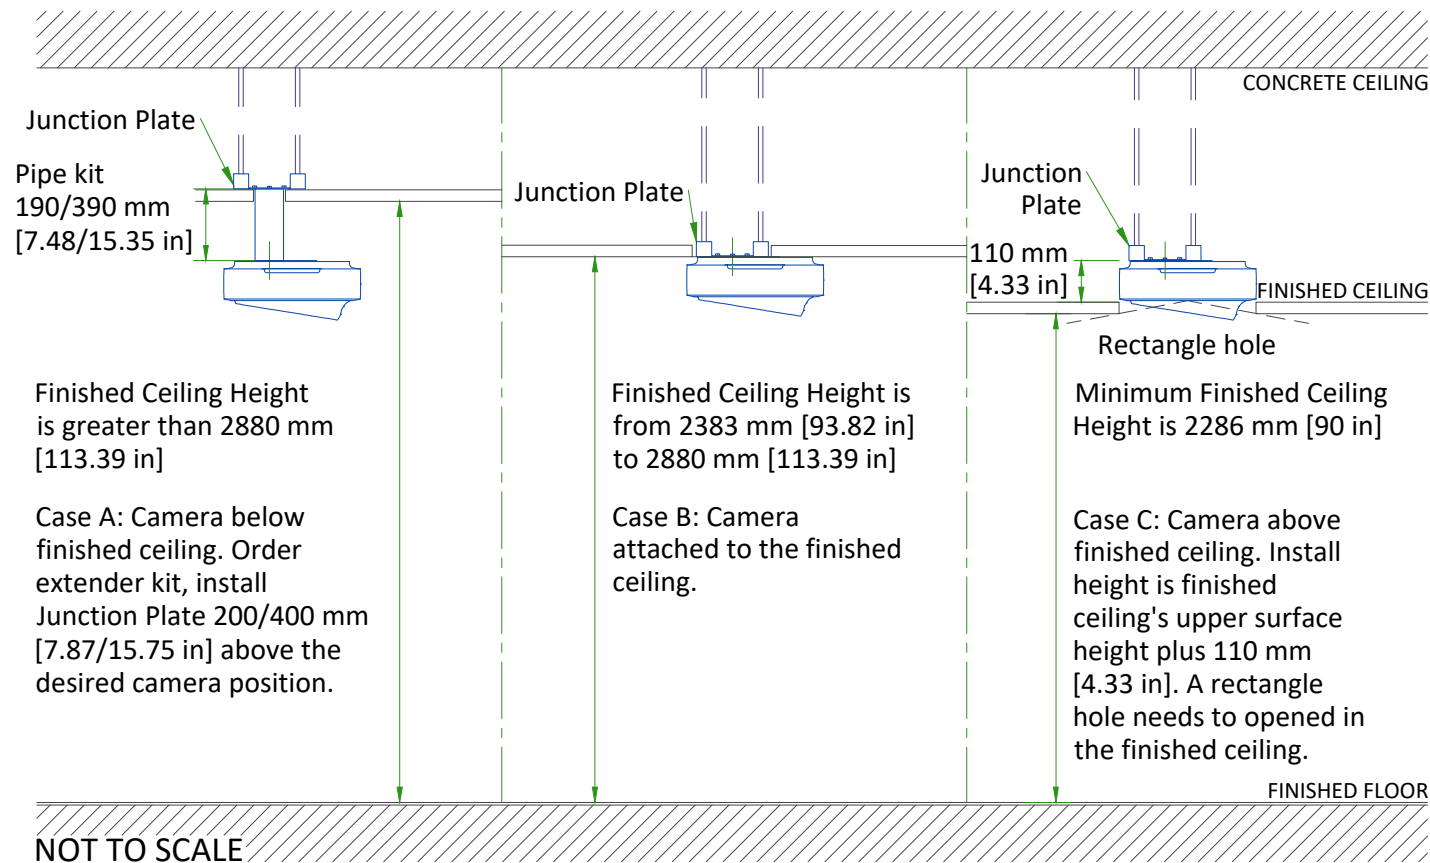 CONCRETE CEILING
Junction Plate
Pipe kit
190/390 mm
[7.48/15.35 in]
Junction Plate
Junction
Plate
110 mm
[4.33 in]
FINISHED CEILING
Rectangle hole
Finished Ceiling Height
is greater than 2880 mm
[113.39 in]
Case A: Camera below
finished ceiling. Order
extender kit, install
Junction Plate 200/400 mm
[7.87/15.75 in] above the
desired camera position.
Finished Ceiling Height is
from 2383 mm [93.82 in]
to 2880 mm [113.39 in]
Case B: Camera
attached to the finished
ceiling.
Minimum Finished Ceiling
Height is 2286 mm [90 in]
Case C: Camera above
finished ceiling. Install
height is finished
ceiling's upper surface
height plus 110 mm
[4.33 in]. A rectangle
hole needs to opened in
the finished ceiling.
FINISHED FLOOR
NOT TO SCALE